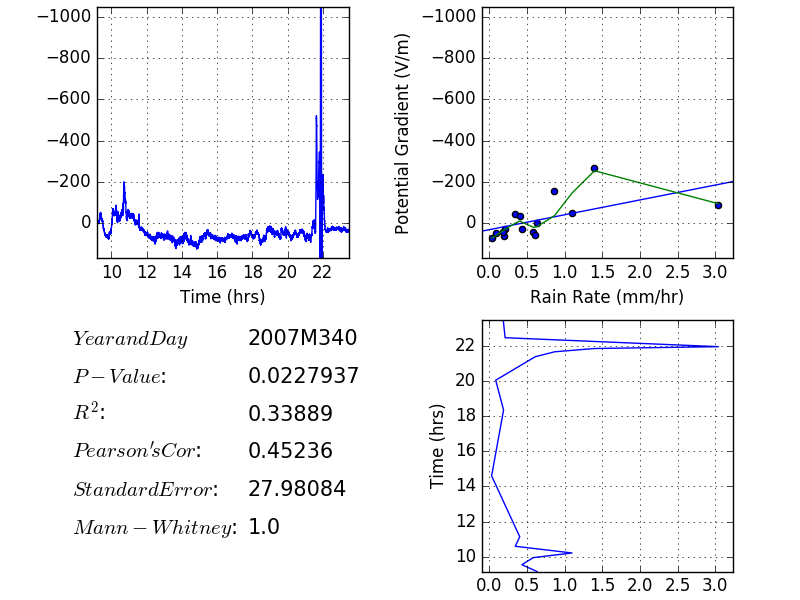 −1000
−800
−600
−400
−200
0
10 12 14 16 18 20 22
Time (hrs)
Potential Gradient (V/m)
−1000
−800
−600
−400
−200
0
0.0 0.5 1.0 1.5 2.0 2.5 3.0
Rain Rate (mm/hr)
YearandDay 2007M340
P−Value: 0.0227937
R²: 0.33889
Pearson'sCor: 0.45236
StandardError: 27.98084
Mann−Whitney: 1.0
Time (hrs)
22
20
18
16
14
12
10
0.0 0.5 1.0 1.5 2.0 2.5 3.0